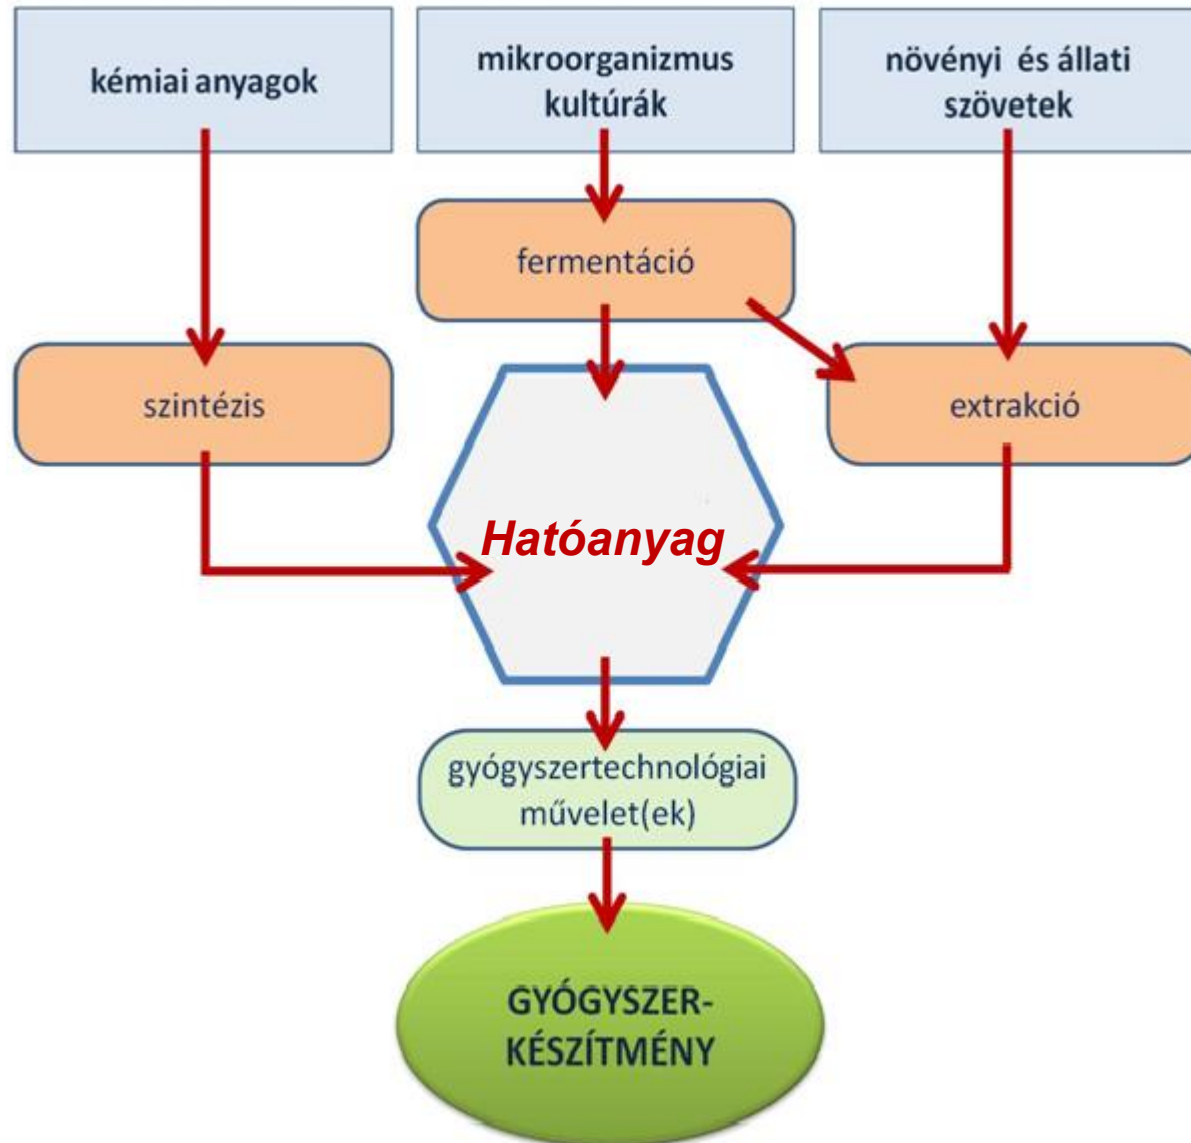 kémiai anyagok
mikroorganizmus
kultúrák
növényi és állati
szövetek
fermentáció
szintézis
extrakció
Hatóanyag
gyógyszertechnológiai
művelet(ek)
GYÓGYSZER-
KÉSZÍTMÉNY